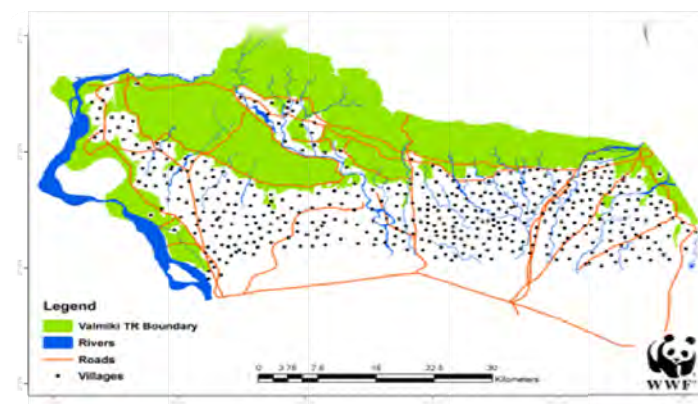 Legend
Valmiki TR Boundary
Rivers
Roads
Villages
0 3.75 7.5 15 22.5 30
Kilometers
WWF